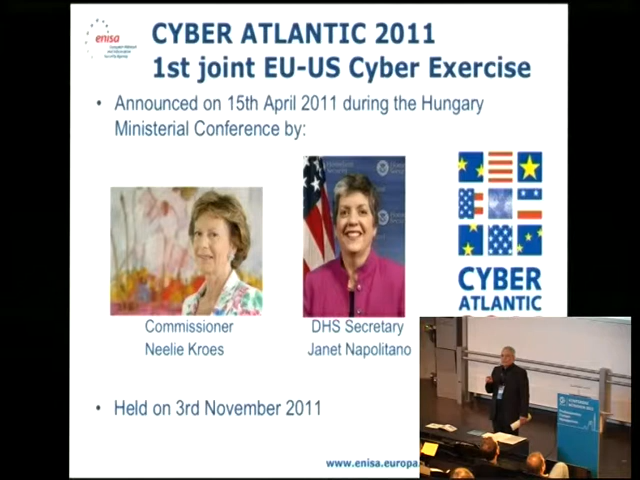 enisa
CYBER ATLANTIC 2011
1st joint EU-US Cyber Exercise
• Announced on 15th April 2011 during the Hungary
Ministerial Conference by:
CYBER
ATLANTIC
Commissioner
Neelie Kroes
DHS Secretary
Janet Napolitano
• Held on 3rd November 2011
www.enisa.europa.